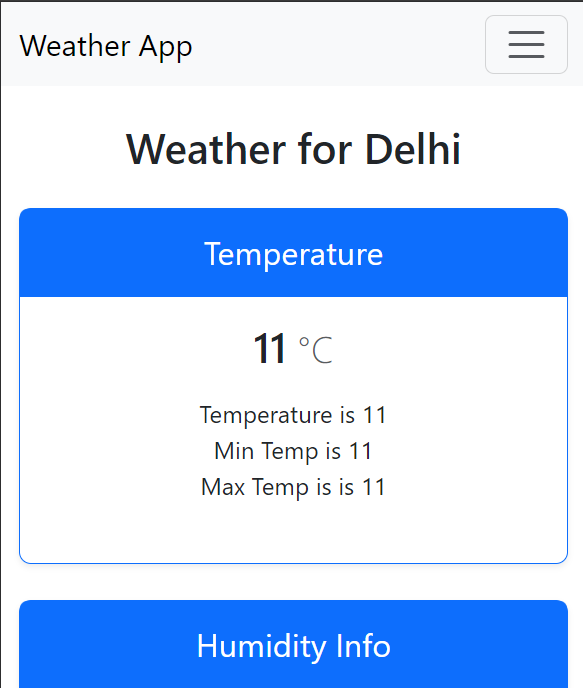 Weather App
Weather for Delhi
Temperature
11 °C
Temperature is 11
Min Temp is 11
Max Temp is is 11
Humidity Info